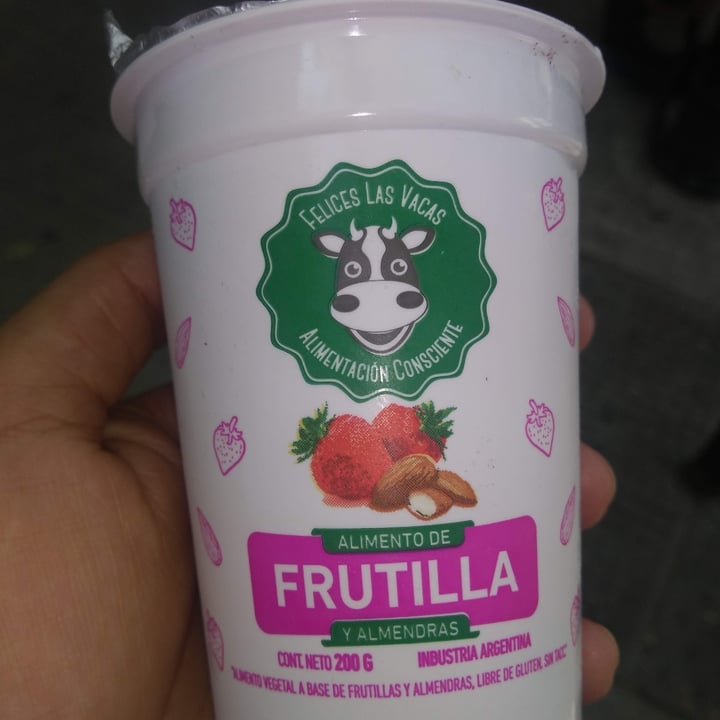 FELICES LAS VACAS
ALIMENTACIÓN CONSCIENTE
ALIMENTO DE
FRUTILLA
Y ALMENDRAS
CONT. NETO 200 G INDUSTRIA ARGENTINA
"ALIMENTO VEGETAL A BASE DE FRUTILLAS Y ALMENDRAS, LIBRE DE GLUTEN, SIN TACC"